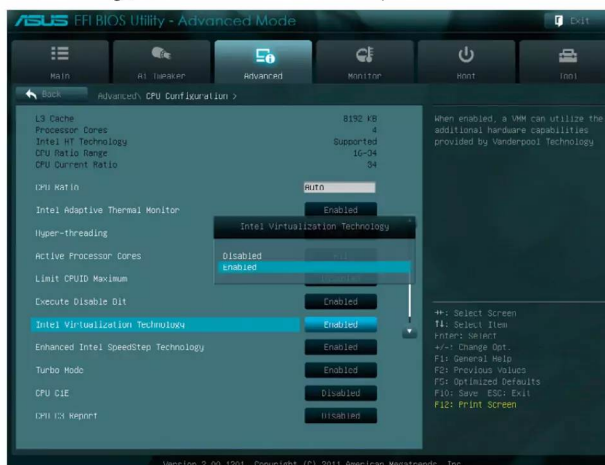 ASUS EFI BIOS Utility - Advanced Mode
Exit
Main
Ai Tweaker
Advanced
Monitor
Boot
Tool
Back
Advanced\ CPU Configuration >
L3 Cache 8192 KB
Processor Cores 4
Intel HT Technology Supported
CPU Ratio Range 16-34
CPU Current Ratio 34
CPU Ratio Auto
Intel Adaptive Thermal Monitor Enabled
Hyper-threading
Active Processor Cores
Limit CPUID Maximum
Execute Disable Bit Enabled
Intel Virtualization Technology Enabled
Enhanced Intel SpeedStep Technology Enabled
Turbo Mode Enabled
CPU C1E Disabled
CPU C3 Report Disabled
Intel Virtualization Technology
Disabled
Enabled
When enabled, a VMM can utilize the
additional hardware capabilities
provided by Vanderpool Technology
→←: Select Screen
↑↓: Select Item
Enter: Select
+/-: Change Opt.
F1: General Help
F2: Previous Values
F5: Optimized Defaults
F10: Save ESC: Exit
F12: Print Screen
Version 2.00.1201. Copyright (C) 2011 American Megatrends, Inc.